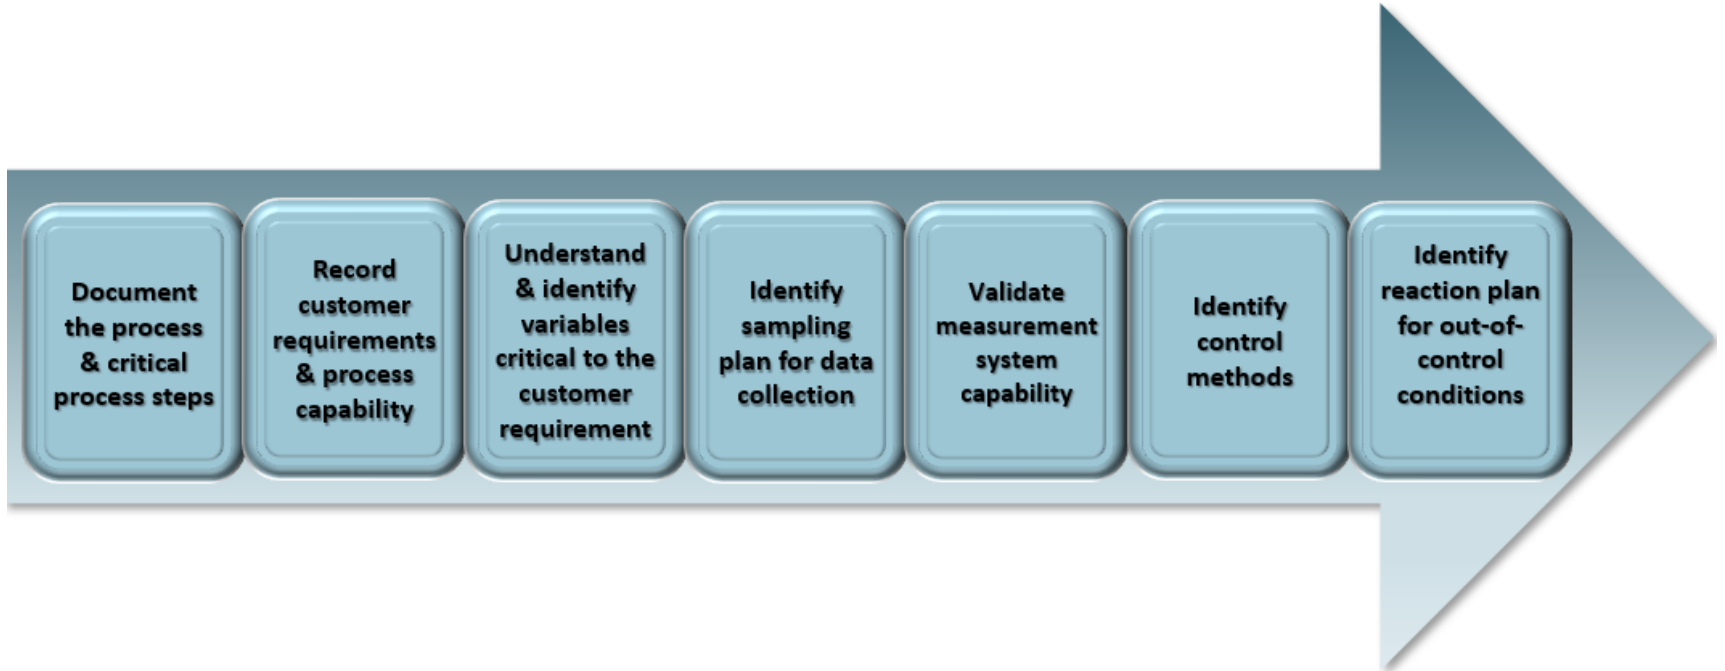 Document
the process
& critical
process steps
Record
customer
requirements
& process
capability
Understand
& identify
variables
critical to the
customer
requirement
Identify
sampling
plan for data
collection
Validate
measurement
system
capability
Identify
control
methods
Identify
reaction plan
for out-of-
control
conditions